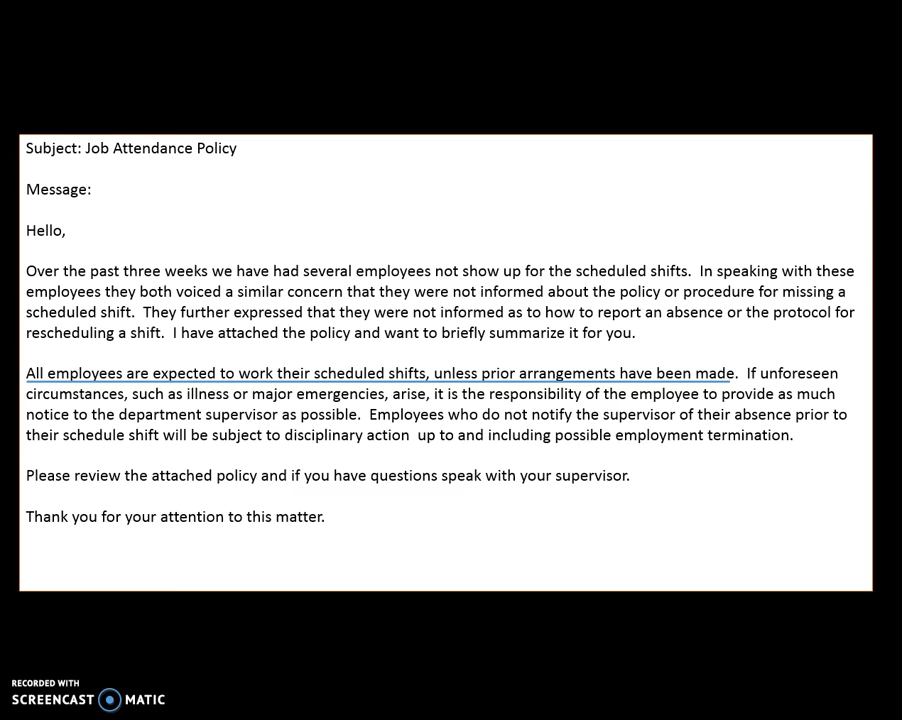 Subject: Job Attendance Policy
Message:
Hello,
Over the past three weeks we have had several employees not show up for the scheduled shifts.  In speaking with these
employees they both voiced a similar concern that they were not informed about the policy or procedure for missing a
scheduled shift.  They further expressed that they were not informed as to how to report an absence or the protocol for
rescheduling a shift.  I have attached the policy and want to briefly summarize it for you.
All employees are expected to work their scheduled shifts, unless prior arrangements have been made.  If unforeseen
circumstances, such as illness or major emergencies, arise, it is the responsibility of the employee to provide as much
notice to the department supervisor as possible.  Employees who do not notify the supervisor of their absence prior to
their schedule shift will be subject to disciplinary action  up to and including possible employment termination.
Please review the attached policy and if you have questions speak with your supervisor.
Thank you for your attention to this matter.
RECORDED WITH
SCREENCAST MATIC